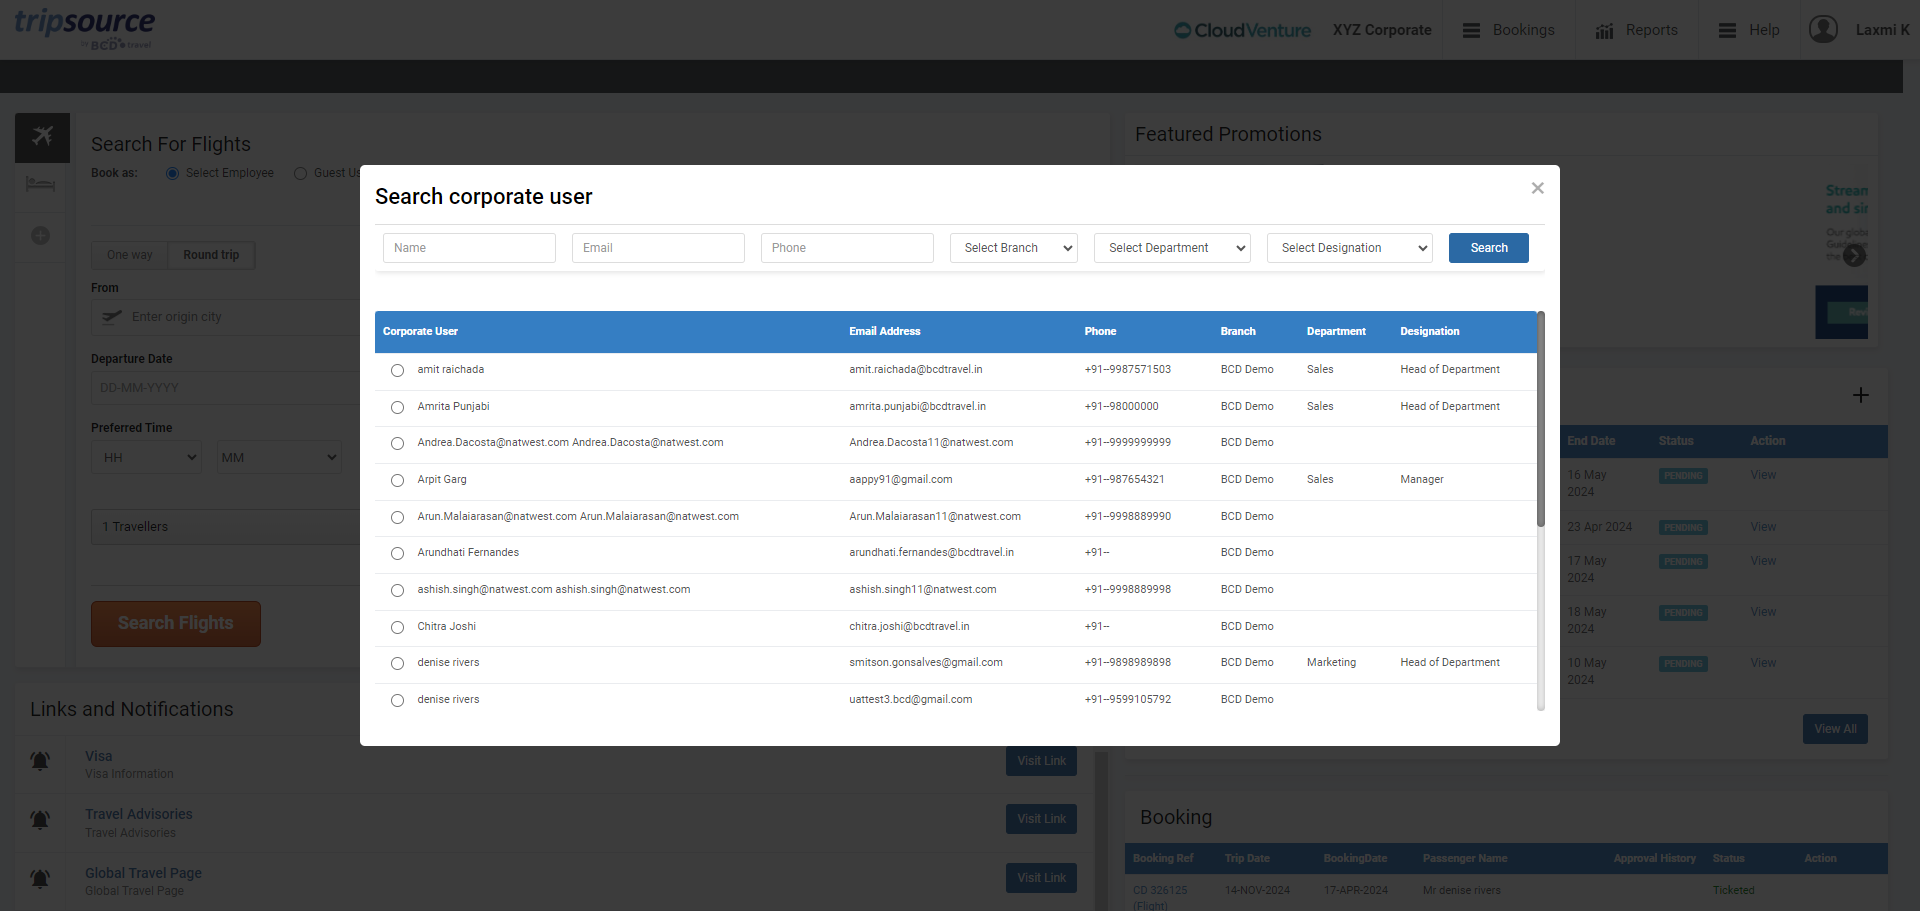 tripsource
by BCD travel
CloudVenture
XYZ Corporate
Bookings
Reports
Help
Laxmi K
Search For Flights
Book as:
Select Employee
Guest Us
One way
Round trip
From
Enter origin city
Departure Date
DD-MM-YYYY
Preferred Time
HH
MM
1 Travellers
Search Flights
Featured Promotions
Stream
and sin
Our globa
the
Revi
Search corporate user
×
Name
Email
Phone
Select Branch
Select Department
Select Designation
Search
Corporate User Email Address Phone Branch Department Designation
amit raichada amit.raichada@bcdtravel.in +91--9987571503 BCD Demo Sales Head of Department
Amrita Punjabi amrita.punjabi@bcdtravel.in +91--98000000 BCD Demo Sales Head of Department
Andrea.Dacosta@natwest.com Andrea.Dacosta@natwest.com Andrea.Dacosta11@natwest.com +91--9999999999 BCD Demo
Arpit Garg aappy91@gmail.com +91--987654321 BCD Demo Sales Manager
Arun.Malaiarasan@natwest.com Arun.Malaiarasan@natwest.com Arun.Malaiarasan11@natwest.com +91--9998889990 BCD Demo
Arundhati Fernandes arundhati.fernandes@bcdtravel.in +91-- BCD Demo
ashish.singh@natwest.com ashish.singh@natwest.com ashish.singh11@natwest.com +91--9998889998 BCD Demo
Chitra Joshi chitra.joshi@bcdtravel.in +91-- BCD Demo
denise rivers smitson.gonsalves@gmail.com +91--9898989898 BCD Demo Marketing Head of Department
denise rivers uattest3.bcd@gmail.com +91--9599105792 BCD Demo
End Date Status Action
16 May
2024 PENDING View
23 Apr 2024 PENDING View
17 May
2024 PENDING View
18 May
2024 PENDING View
10 May
2024 PENDING View
View All
Links and Notifications
Visa
Visa Information
Visit Link
Travel Advisories
Travel Advisories
Visit Link
Global Travel Page
Global Travel Page
Visit Link
Booking
Booking Ref Trip Date BookingDate Passenger Name Approval History Status Action
CD 326125 14-NOV-2024 17-APR-2024 Mr denise rivers Ticketed
(Flight)